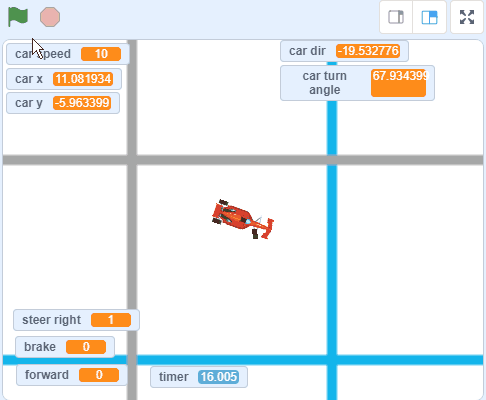 car speed 10
car dir -19.532776
car x 11.081934
car turn
angle 67.934399
car y -5.963399
steer right 1
brake 0
forward 0
timer 16.005